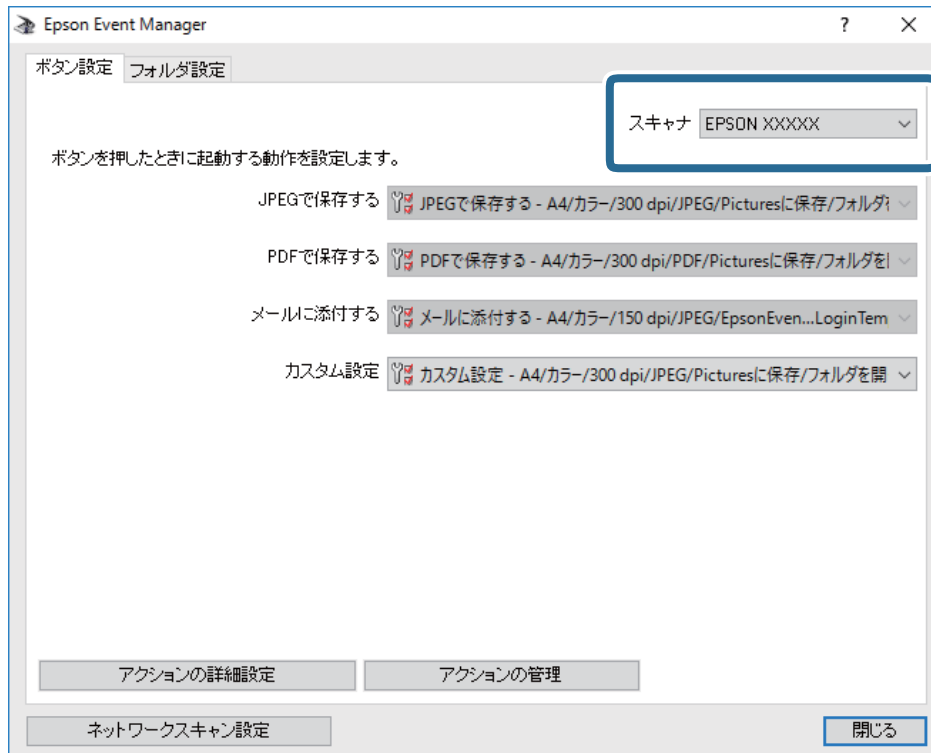 Epson Event Manager
ボタン設定 フォルダ設定
スキャナ EPSON XXXXX
ボタンを押したときに起動する動作を設定します。
JPEGで保存する JPEGで保存する - A4/カラー/300 dpi/JPEG/Picturesに保存/フォルダ
PDFで保存する PDFで保存する - A4/カラー/300 dpi/PDF/Picturesに保存/フォルダを
メールに添付する メールに添付する - A4/カラー/150 dpi/JPEG/EpsonEven...LoginTem
カスタム設定 カスタム設定 - A4/カラー/300 dpi/JPEG/Picturesに保存/フォルダを開
アクションの詳細設定 アクションの管理
ネットワークスキャン設定 閉じる